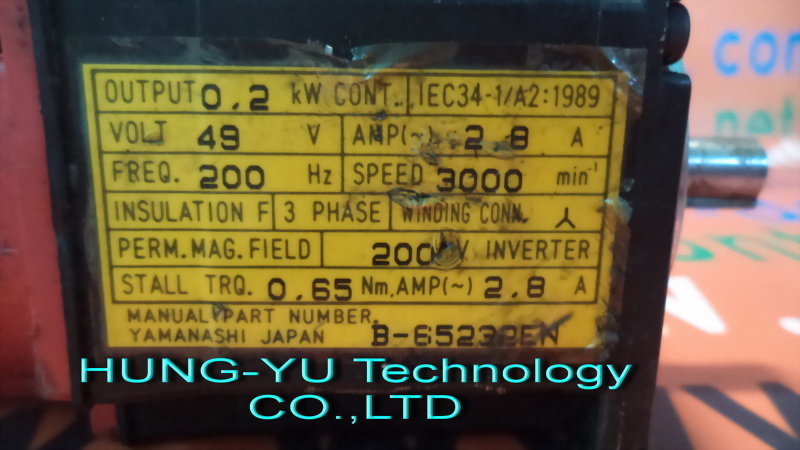 OUTPUT 0.2 kW CONT. IEC34-1/A2:1989
VOLT 49 V AMP(~) 2.8 A
FREQ. 200 Hz SPEED 3000 min⁻¹
INSULATION F 3 PHASE WINDING CONN. 人
PERM.MAG.FIELD 200 V INVERTER
STALL TRQ. 0.65 Nm.AMP(~) 2.8 A
MANUAL PART NUMBER.
YAMANASHI JAPAN B-65232EN
HUNG-YU Technology
CO.,LTD